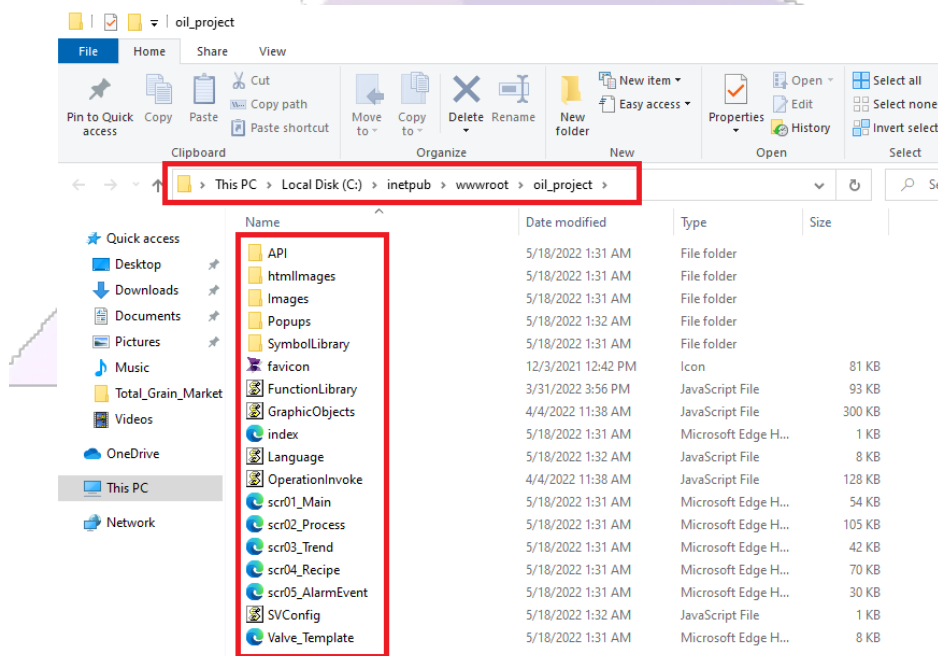 oil_project
File Home Share View
Pin to Quick access
Copy
Paste
Cut
Copy path
Paste shortcut
Clipboard
Move to
Copy to
Delete
Rename
Organize
New folder
New item
Easy access
New
Properties
Open
Edit
History
Open
Select all
Select none
Invert select
Select
This PC > Local Disk (C:) > inetpub > wwwroot > oil_project >
Se
Quick access
Desktop
Downloads
Documents
Pictures
Music
Total_Grain_Market
Videos
OneDrive
This PC
Network
Name Date modified Type Size
API 5/18/2022 1:31 AM File folder
htmlImages 5/18/2022 1:31 AM File folder
Images 5/18/2022 1:31 AM File folder
Popups 5/18/2022 1:32 AM File folder
SymbolLibrary 5/18/2022 1:31 AM File folder
favicon 12/3/2021 12:42 PM Icon 81 KB
FunctionLibrary 3/31/2022 3:56 PM JavaScript File 93 KB
GraphicObjects 4/4/2022 11:38 AM JavaScript File 300 KB
index 5/18/2022 1:31 AM Microsoft Edge H... 1 KB
Language 5/18/2022 1:32 AM JavaScript File 8 KB
OperationInvoke 4/4/2022 11:38 AM JavaScript File 128 KB
scr01_Main 5/18/2022 1:31 AM Microsoft Edge H... 54 KB
scr02_Process 5/18/2022 1:31 AM Microsoft Edge H... 105 KB
scr03_Trend 5/18/2022 1:31 AM Microsoft Edge H... 42 KB
scr04_Recipe 5/18/2022 1:31 AM Microsoft Edge H... 70 KB
scr05_AlarmEvent 5/18/2022 1:31 AM Microsoft Edge H... 30 KB
SVConfig 5/18/2022 1:32 AM JavaScript File 1 KB
Valve_Template 5/18/2022 1:31 AM Microsoft Edge H... 8 KB